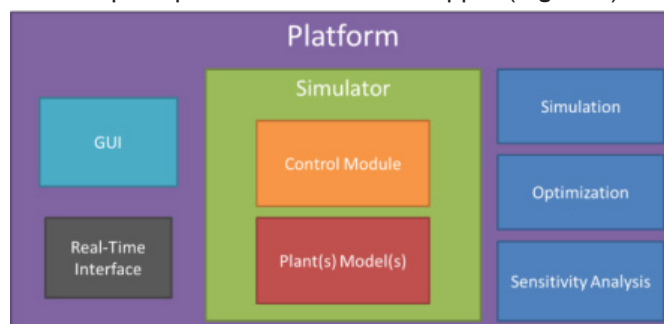 Platform
Simulator
GUI
Control Module
Real-Time
Interface
Plant(s) Model(s)
Simulation
Optimization
Sensitivity Analysis